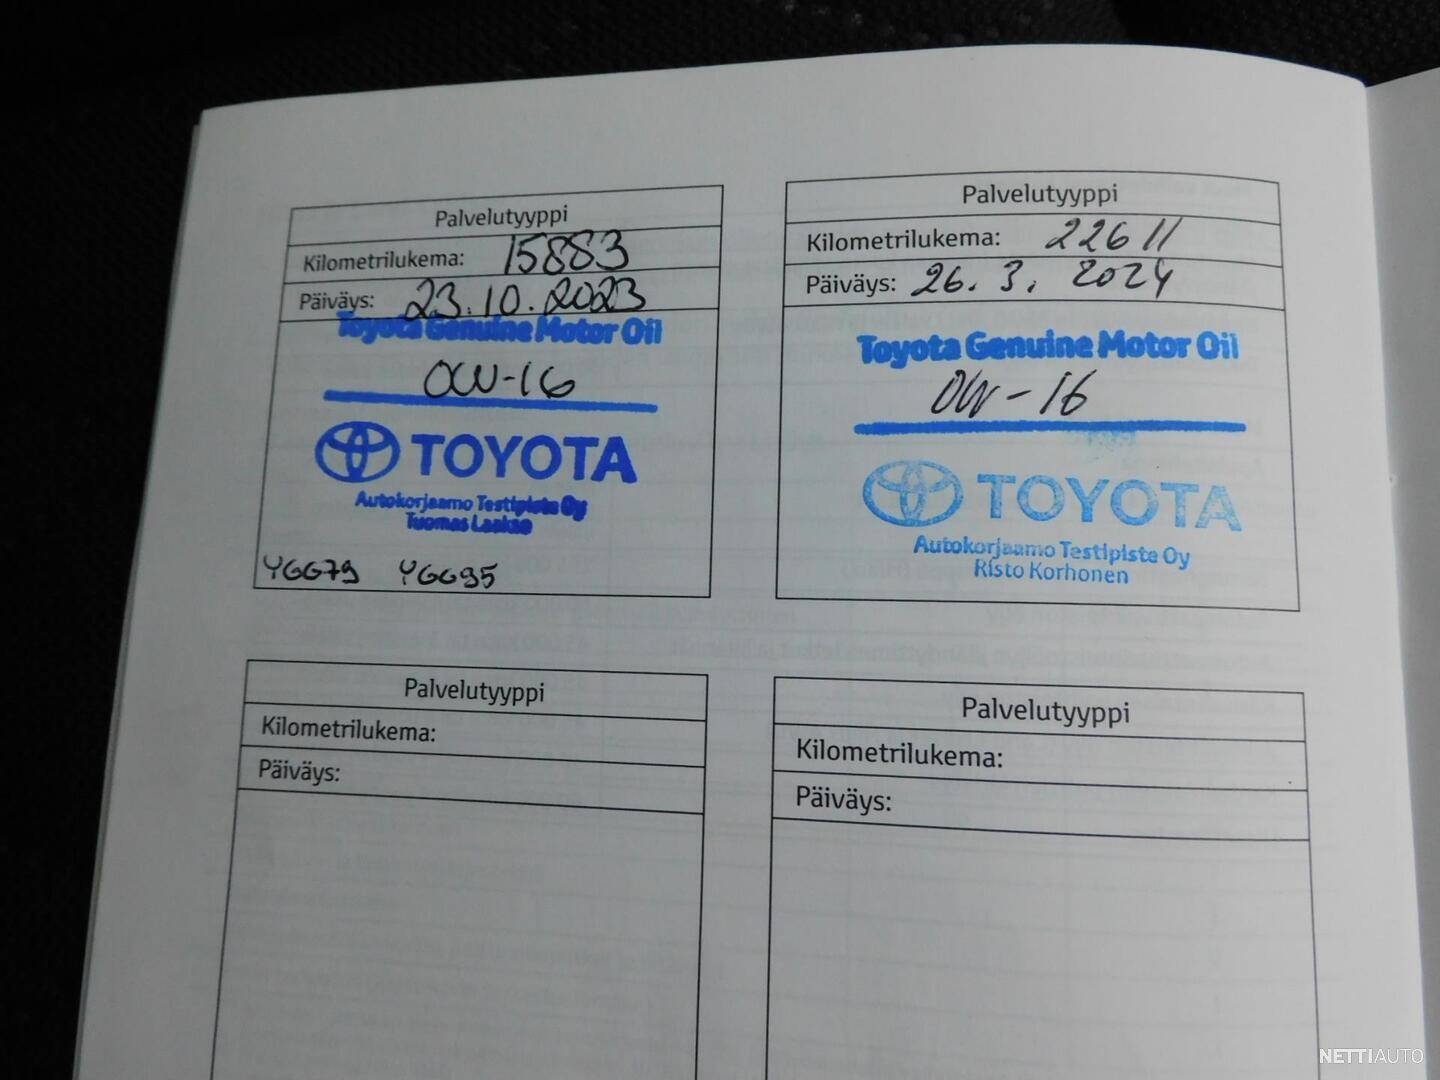 Palvelutyyppi
Kilometrilukema: 15883
Päiväys: 23.10.2023
Toyota Genuine Motor Oil
0W-16
TOYOTA
Autokorjaamo Testipiste Oy
Tuomas Laakso
YGG79 YGG95
Palvelutyyppi
Kilometrilukema: 22611
Päiväys: 26.3.2024
Toyota Genuine Motor Oil
0W-16
TOYOTA
Autokorjaamo Testipiste Oy
Risto Korhonen
Palvelutyyppi
Kilometrilukema:
Päiväys:
Palvelutyyppi
Kilometrilukema:
Päiväys:
NETTIAUTO